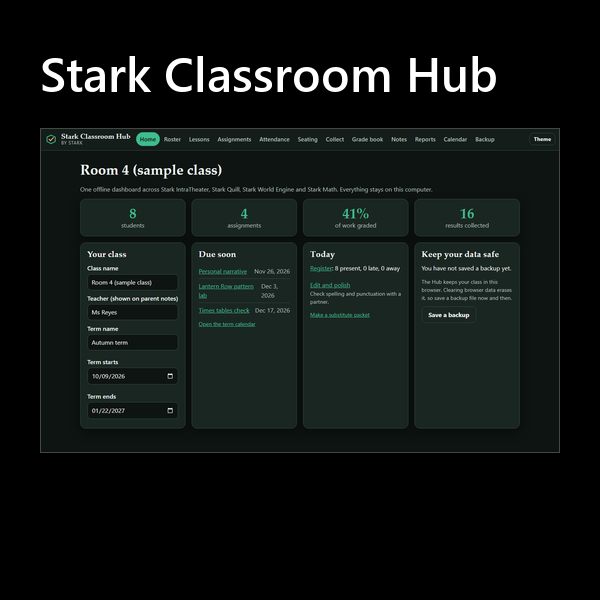 Stark Classroom Hub
Stark Classroom Hub
BY STARK
Home Roster Lessons Assignments Attendance Seating Collect Grade book Notes Reports Calendar Backup Theme
Room 4 (sample class)
One offline dashboard across Stark IntraTheater, Stark Quill, Stark World Engine and Stark Math. Everything stays on this computer.
8
students
4
assignments
41%
of work graded
16
results collected
Your class
Class name
Room 4 (sample class)
Teacher (shown on parent notes)
Ms Reyes
Term name
Autumn term
Term starts
10/09/2026
Term ends
01/22/2027
Due soon
Personal narrative Nov 26, 2026
Lantern Row pattern lab Dec 3, 2026
Times tables check Dec 17, 2026
Open the term calendar
Today
Register: 8 present, 0 late, 0 away
Edit and polish
Check spelling and punctuation with a
partner.
Make a substitute packet
Keep your data safe
You have not saved a backup yet.
The Hub keeps your class in this
browser. Clearing browser data erases
it, so save a backup file now and then.
Save a backup